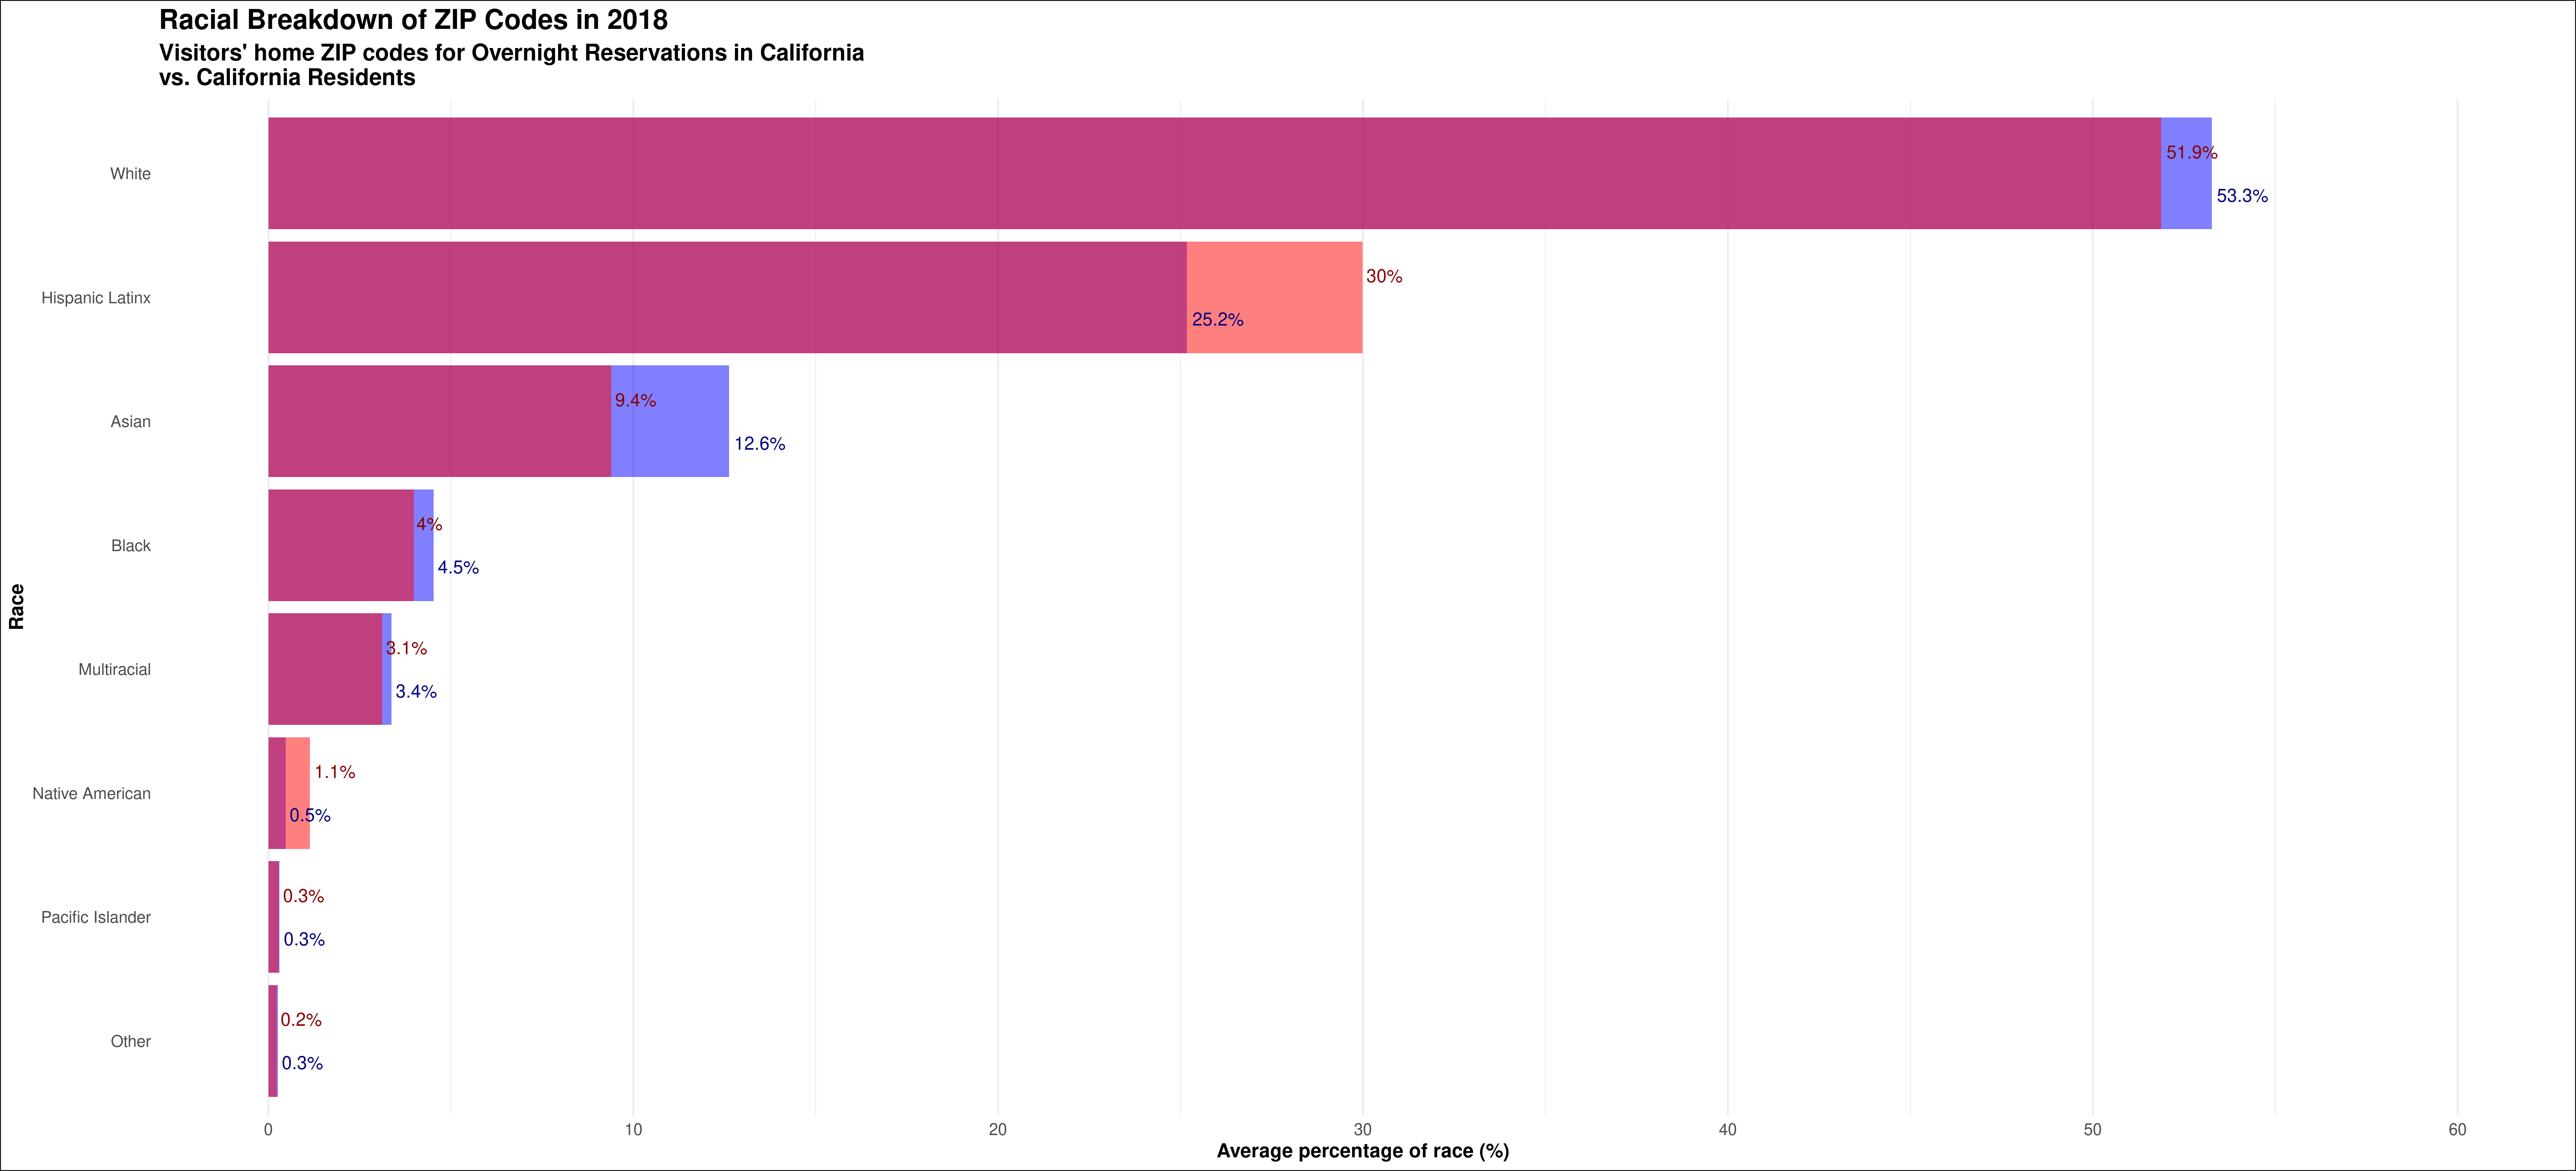 Racial Breakdown of ZIP Codes in 2018
Visitors' home ZIP codes for Overnight Reservations in California
vs. California Residents
White
51.9%
53.3%
Hispanic Latinx
30%
25.2%
Asian
9.4%
12.6%
Black
4%
4.5%
Race
Multiracial
3.1%
3.4%
Native American
1.1%
0.5%
Pacific Islander
0.3%
0.3%
Other
0.2%
0.3%
0 10 20 30 40 50 60
Average percentage of race (%)